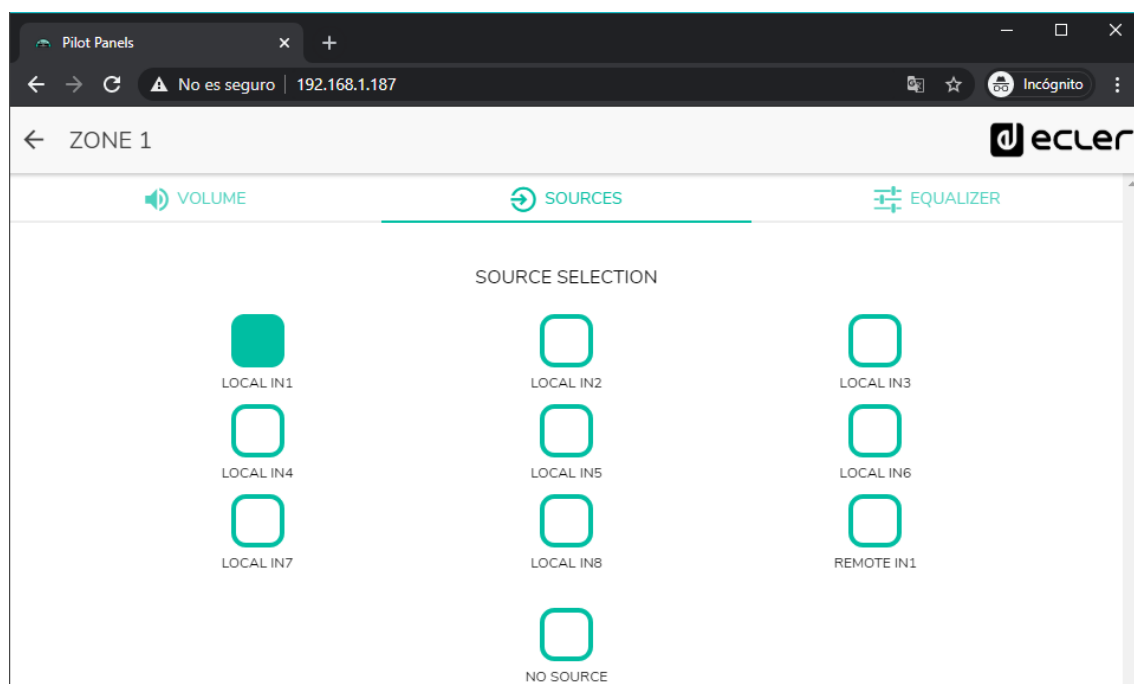 Pilot Panels
No es seguro | 192.168.1.187
Incógnito
ZONE 1
ecler
VOLUME
SOURCES
EQUALIZER
SOURCE SELECTION
LOCAL IN1
LOCAL IN2
LOCAL IN3
LOCAL IN4
LOCAL IN5
LOCAL IN6
LOCAL IN7
LOCAL IN8
REMOTE IN1
NO SOURCE